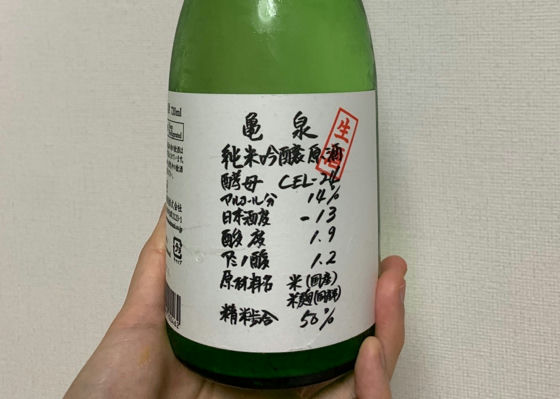 亀泉
生酒
純米吟醸原酒
酵母 CEL-24
アルコール分 14%
日本酒度 -13
酸度 1.9
アミノ酸 1.2
原材料名 米(国産)
米麹(国産米)
精米歩合 50%
720ml